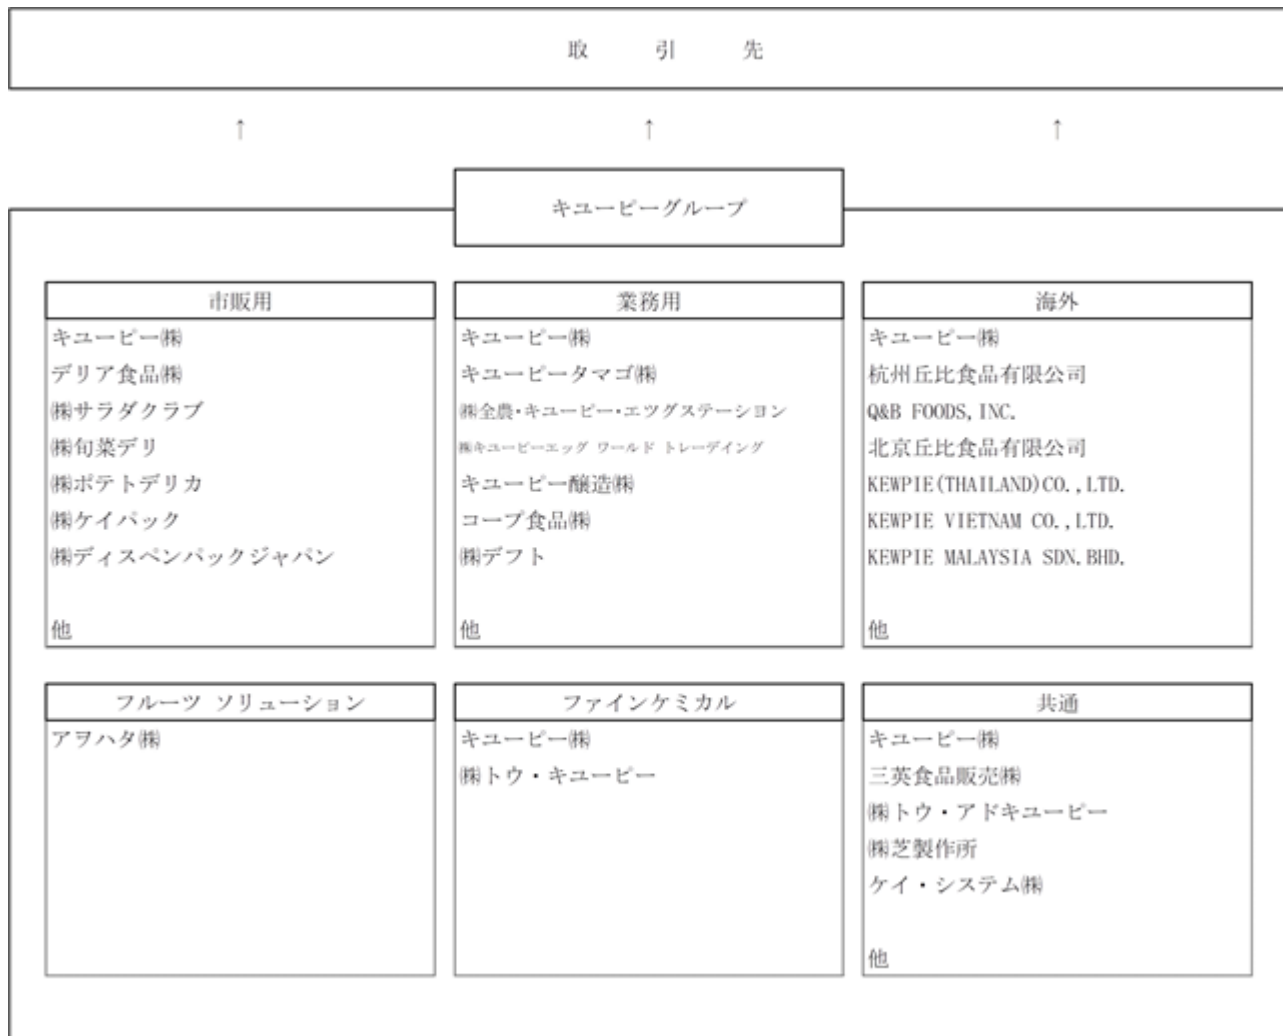 取引先
↑ ↑ ↑
キユーピーグループ
市販用
キユーピー㈱
デリア食品㈱
㈱サラダクラブ
㈱旬菜デリ
㈱ポテトデリカ
㈱ケイパック
㈱ディスペンパックジャパン
他
業務用
キユーピー㈱
キユーピータマゴ㈱
㈱全農・キユーピー・エツグステーシヨン
㈱キユーピーエッグ ワールド トレーデイング
キユーピー醸造㈱
コープ食品㈱
㈱デフト
他
海外
キユーピー㈱
杭州丘比食品有限公司
Q&B FOODS,INC.
北京丘比食品有限公司
KEWPIE(THAILAND)CO.,LTD.
KEWPIE VIETNAM CO.,LTD.
KEWPIE MALAYSIA SDN.BHD.
他
フルーツ ソリューション
アヲハタ㈱
ファインケミカル
キユーピー㈱
㈱トウ・キユーピー
共通
キユーピー㈱
三英食品販売㈱
㈱トウ・アドキユーピー
㈱芝製作所
ケイ・システム㈱
他